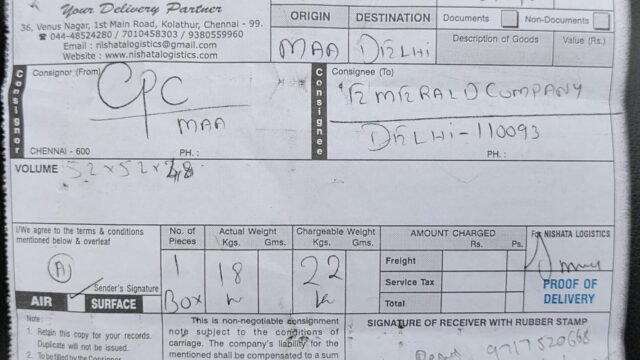 Your Delivery Partner
36, Venus Nagar, 1st Main Road, Kolathur, Chennai - 99.
☎ 044-48524280 / 7010458303 / 9380559960
Email : nishatalogistics@gmail.com
Website : www.nishatalogistics.com
ORIGIN DESTINATION Documents Non-Documents
MAA DELHI
Description of Goods Value (Rs.)
Consignor
Consignor (From)
CPC
MAA
CHENNAI - 600 PH. :
Consignee
Consignee (To)
EMERALD COMPANY
DELHI-110093
PH. :
VOLUME 52x52x48
I/We agree to the terms & conditions
mentioned below & overleaf
Sender's Signature
AIR SURFACE
No. of Pieces
1
BOX
Actual Weight
Kgs. Gms.
18
Chargeable Weight
Kgs. Gms.
22
AMOUNT CHARGED
Rs. Ps.
Freight
Service Tax
Total
For NISHATA LOGISTICS
PROOF OF
DELIVERY
Note :
1. Retain this copy for your records.
Duplicate will not be issued.
2. To be filled by the Consigner
This is non-negotiable consignment
note subject to the conditions of
carriage. The company's liability for the
mentioned shall be compensated to a sum
SIGNATURE OF RECEIVER WITH RUBBER STAMP
9717520668